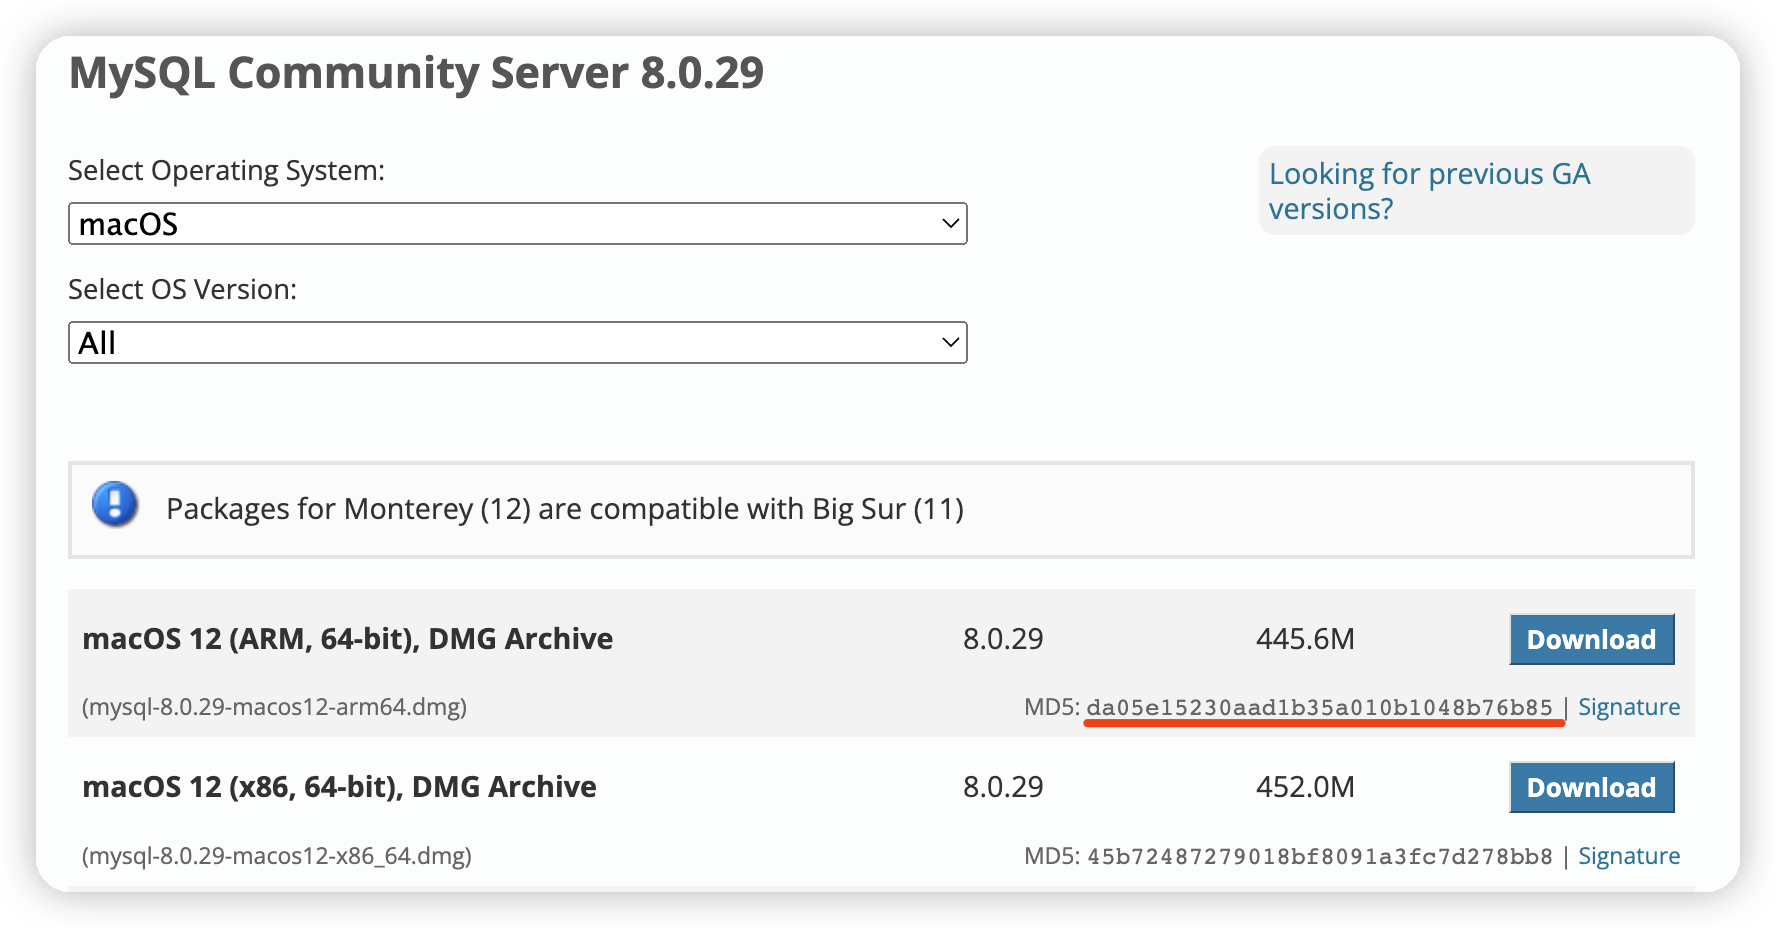 MySQL Community Server 8.0.29
Select Operating System:
Looking for previous GA
versions?
macOS
Select OS Version:
All
Packages for Monterey (12) are compatible with Big Sur (11)
macOS 12 (ARM, 64-bit), DMG Archive 8.0.29 445.6M Download
(mysql-8.0.29-macos12-arm64.dmg) MD5: da05e15230aad1b35a010b1048b76b85 | Signature
macOS 12 (x86, 64-bit), DMG Archive 8.0.29 452.0M Download
(mysql-8.0.29-macos12-x86_64.dmg) MD5: 45b72487279018bf8091a3fc7d278bb8 | Signature